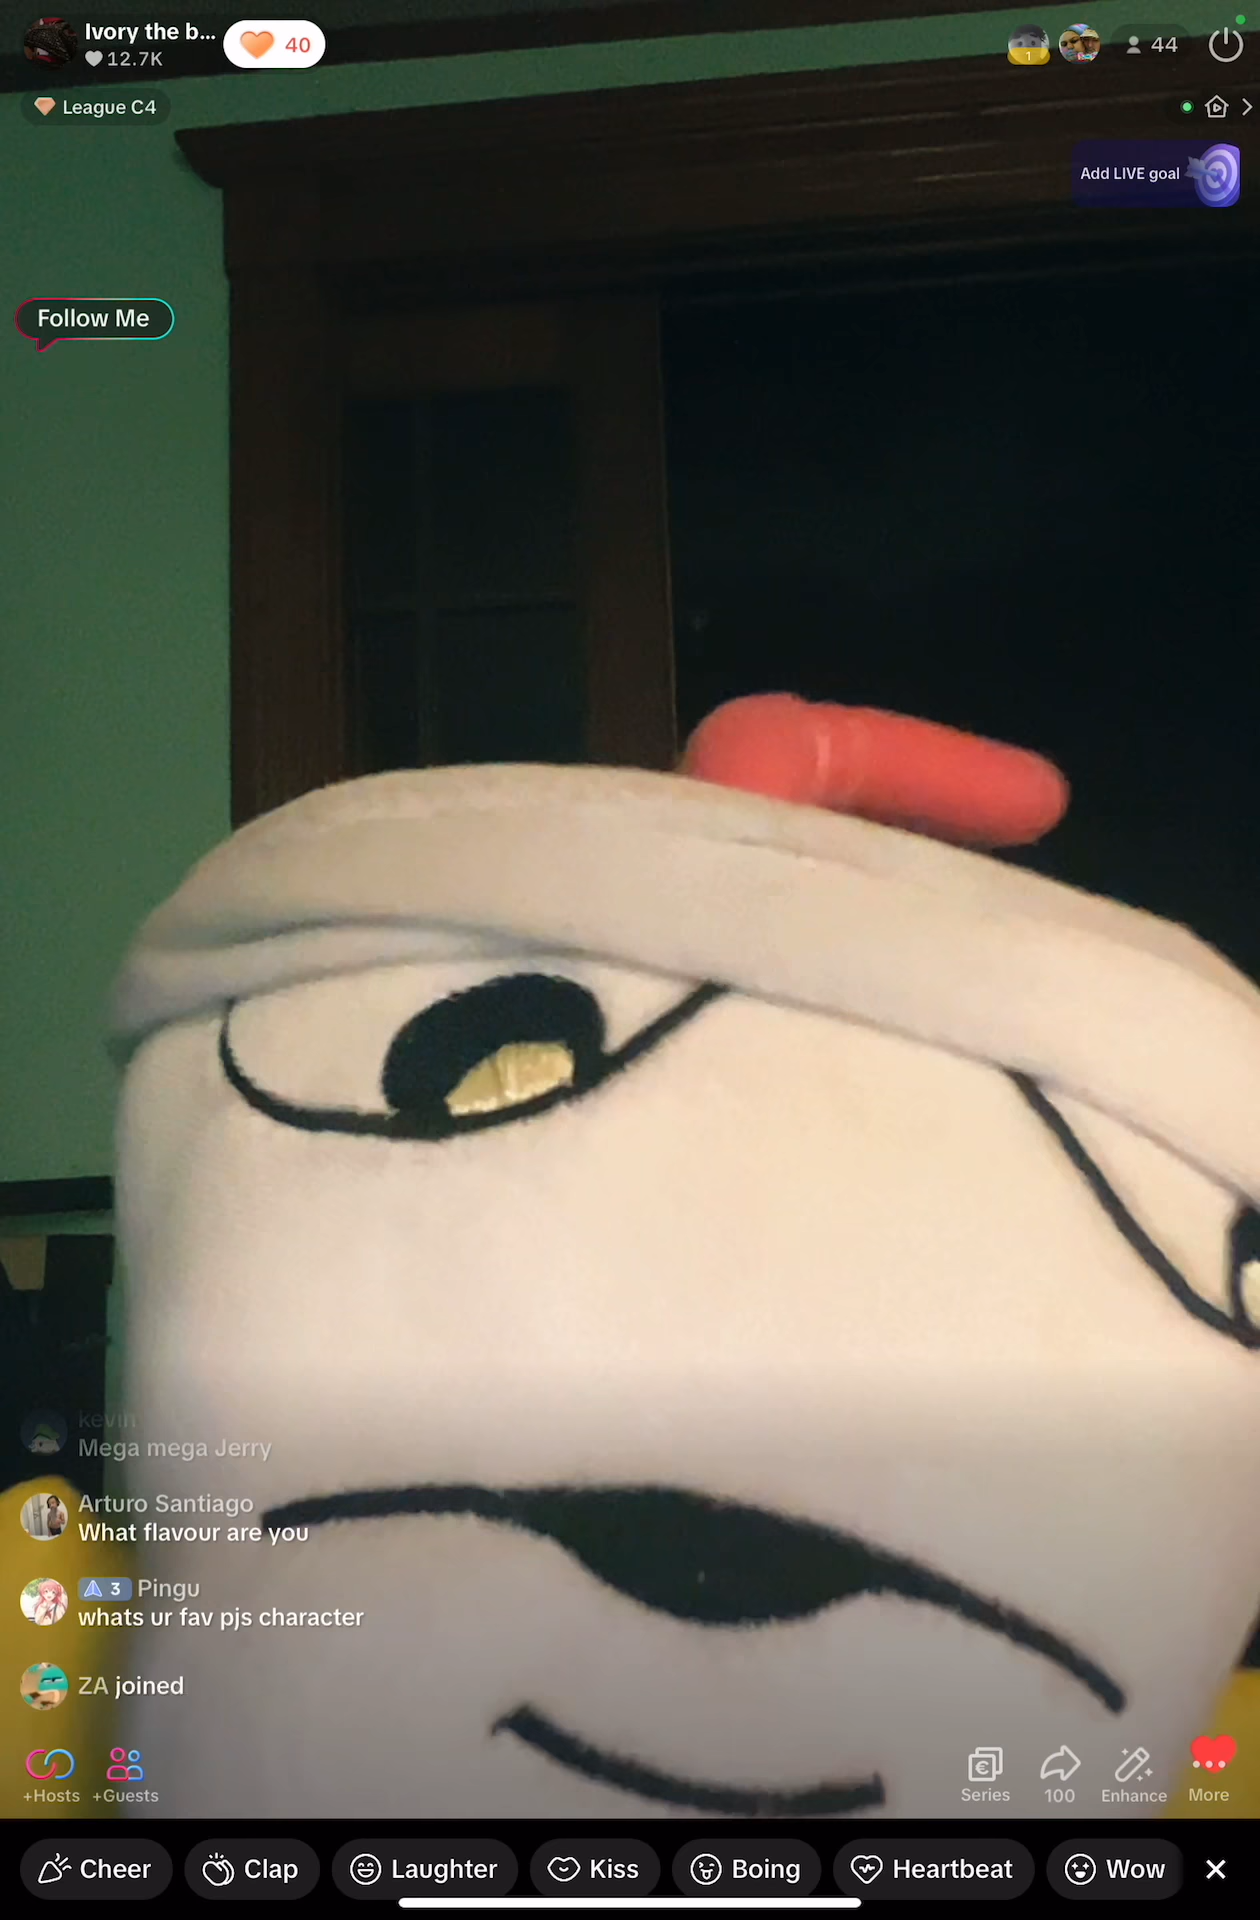 Ivory the b...
12.7K
40
1
44
League C4
Add LIVE goal
Follow Me
kevin
Mega mega Jerry
Arturo Santiago
What flavour are you
3 Pingu
whats ur fav pjs character
ZA joined
+Hosts
+Guests
Series
100
Enhance
More
Cheer
Clap
Laughter
Kiss
Boing
Heartbeat
Wow